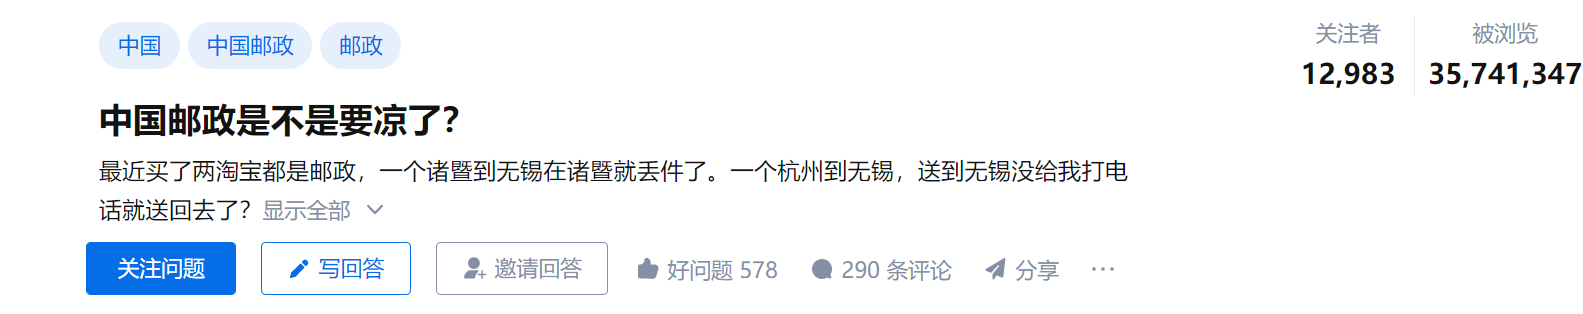 中国 中国邮政 邮政
关注者 被浏览
12,983 35,741,347
中国邮政是不是要凉了？
最近买了两淘宝都是邮政，一个诸暨到无锡在诸暨就丢件了。一个杭州到无锡，送到无锡没给我打电
话就送回去了？显示全部
关注问题 写回答 邀请回答 好问题 578 290 条评论 分享 ···